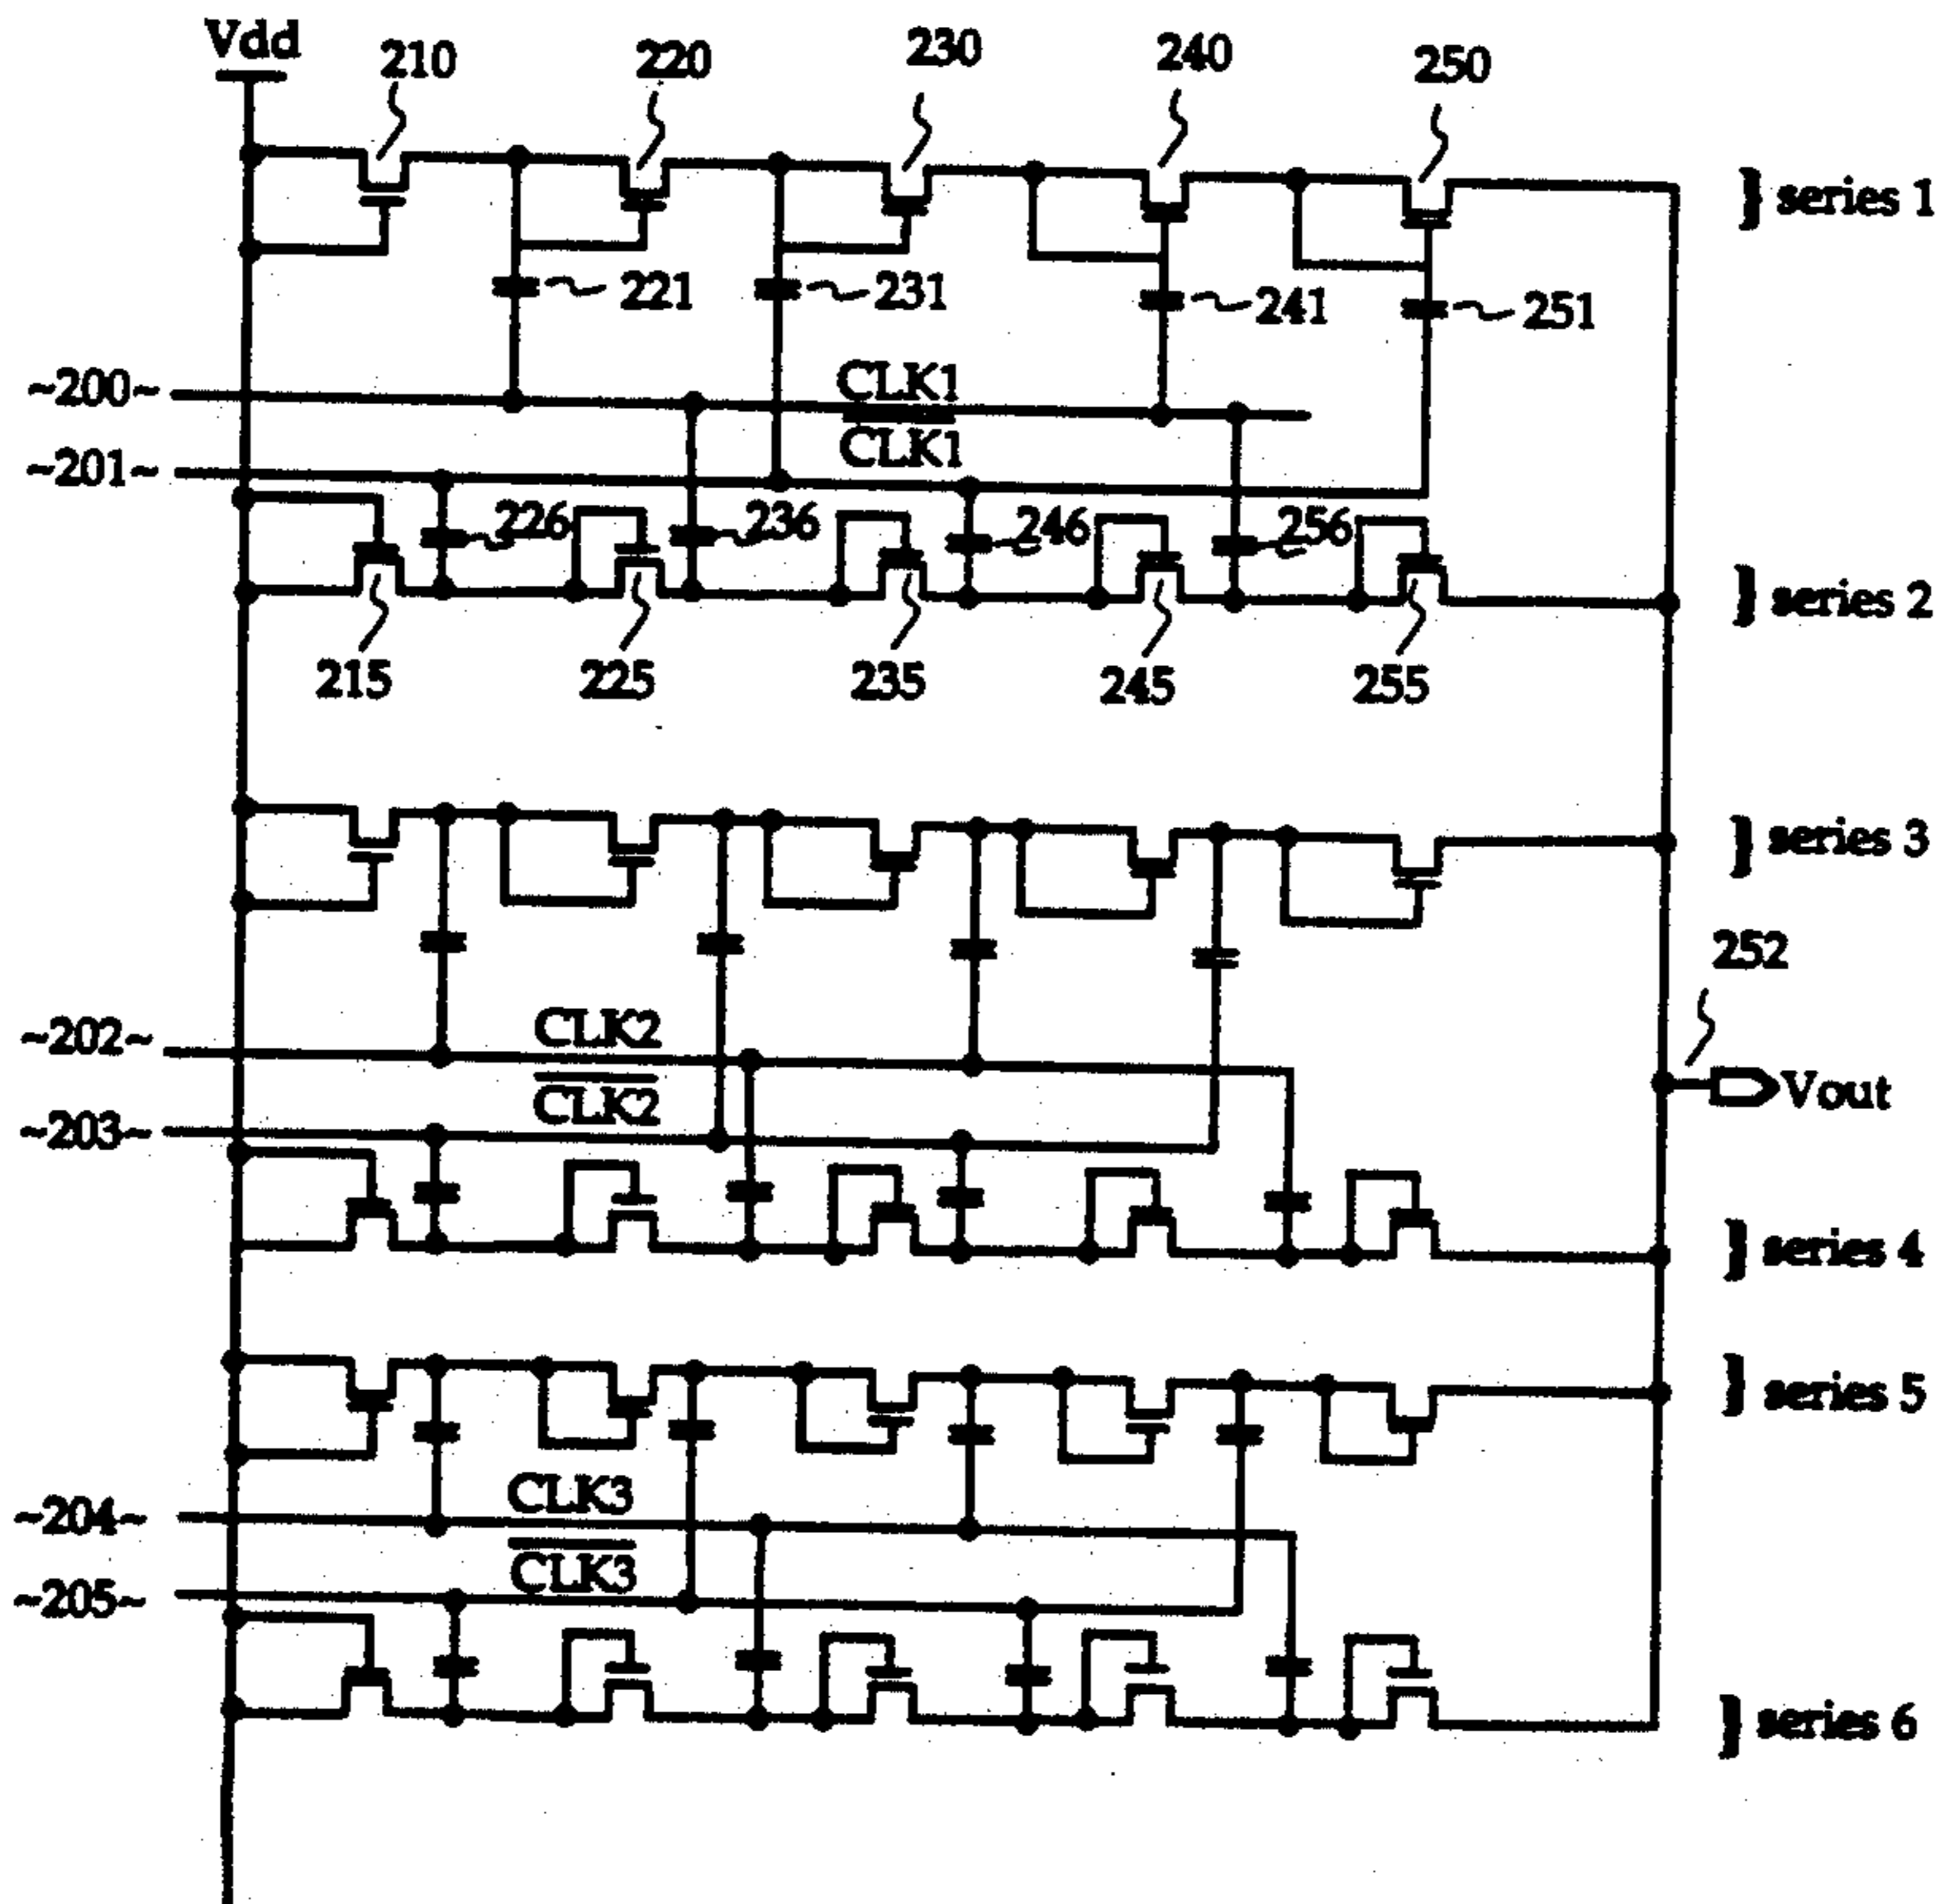 Vdd
210
220
230
240
250
} series 1
221
231
241
251
~200~
CLK1
~201~
CLK1
226
236
246
256
} series 2
215
225
235
245
255
} series 3
252
~202~
CLK2
Vout
~203~
CLK2
} series 4
} series 5
~204~
CLK3
~205~
CLK3
} series 6